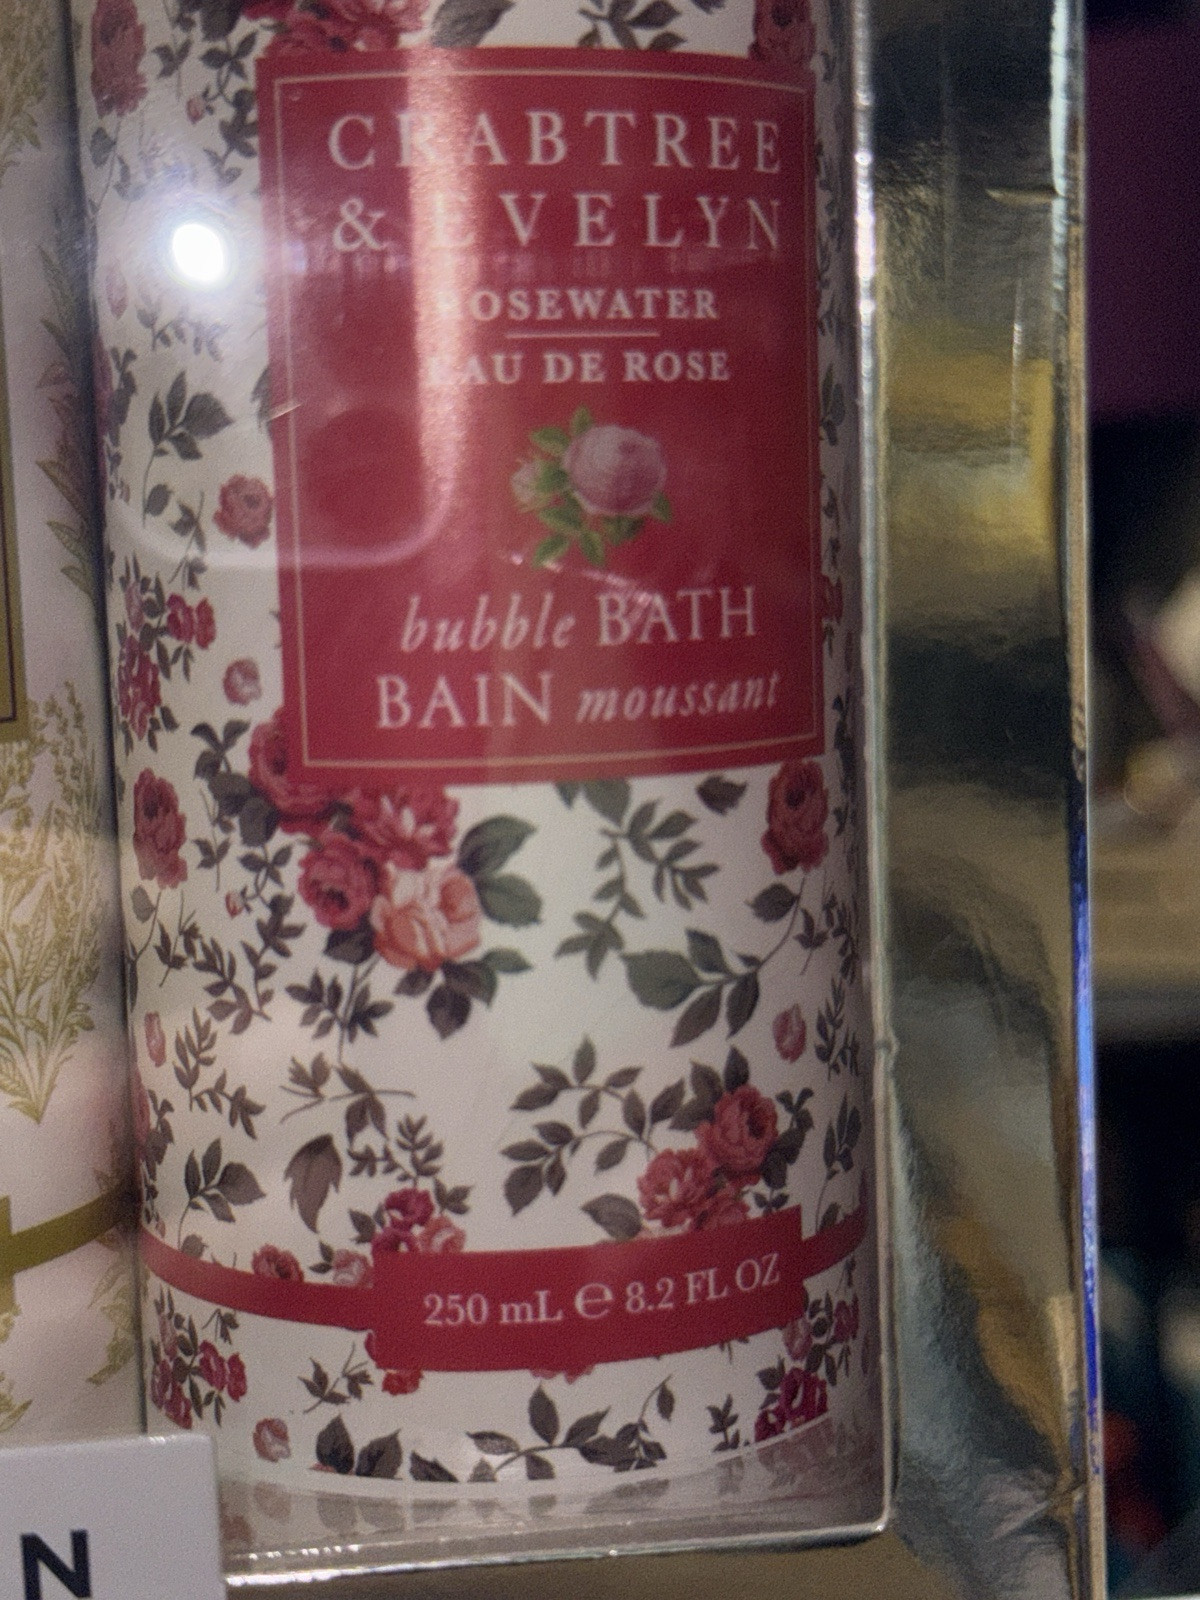 CRABTREE
& EVELYN
ROSEWATER
EAU DE ROSE
bubble BATH
BAIN moussant
250 mL ℮ 8.2 FL OZ
N